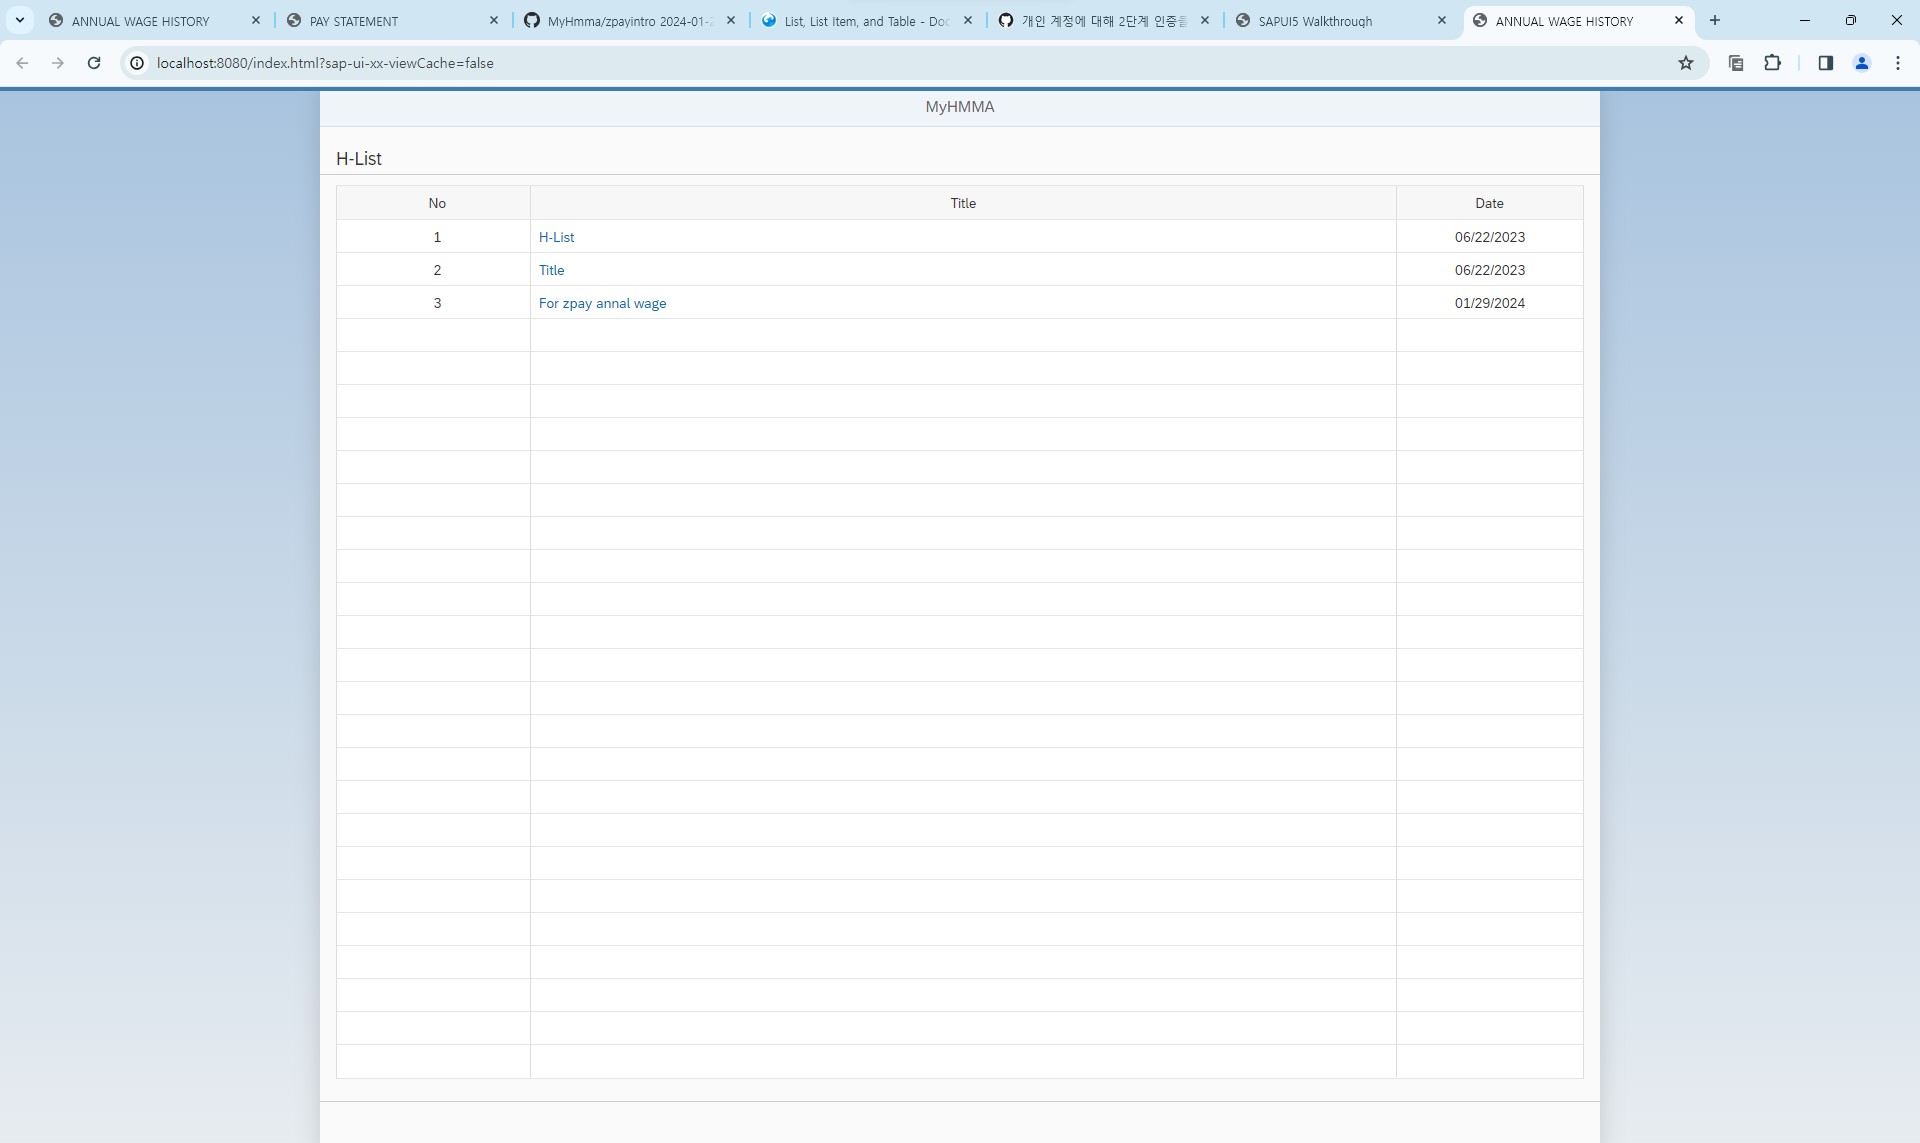 ANNUAL WAGE HISTORY
PAY STATEMENT
MyHmma/zpayintro 2024-01-2
List, List Item, and Table - Doc
개인 계정에 대해 2단계 인증을
SAPUI5 Walkthrough
ANNUAL WAGE HISTORY
localhost:8080/index.html?sap-ui-xx-viewCache=false
MyHMMA
H-List
No Title Date
1 H-List 06/22/2023
2 Title 06/22/2023
3 For zpay annal wage 01/29/2024